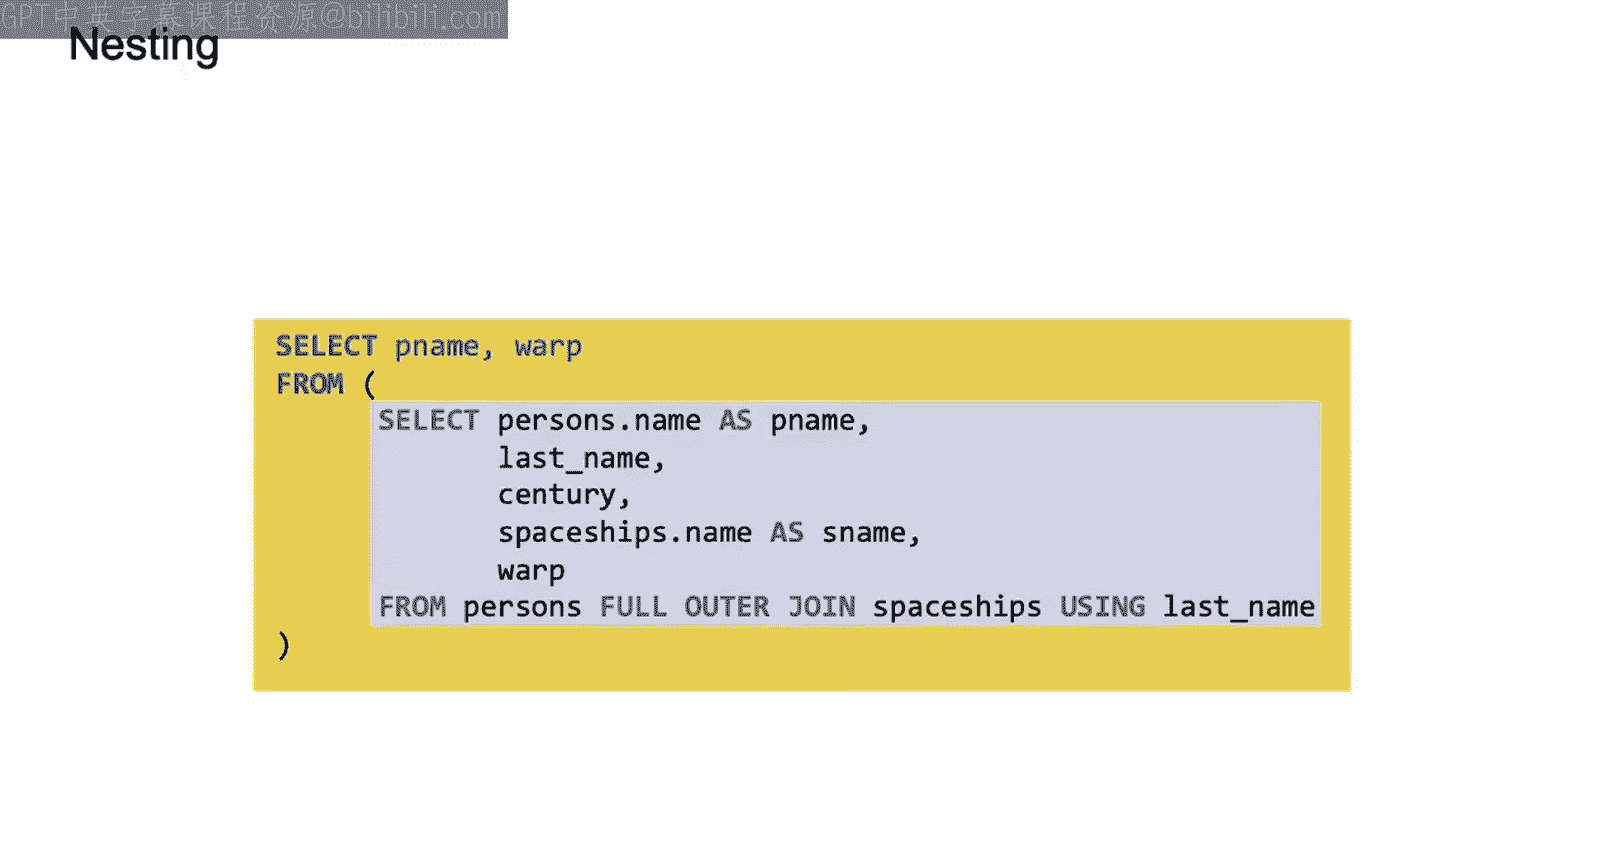 GPT中英字幕课程资源@bilibili.com
Nesting
SELECT pname, warp
FROM (
SELECT persons.name AS pname,
last_name,
century,
spaceships.name AS sname,
warp
FROM persons FULL OUTER JOIN spaceships USING last_name
)